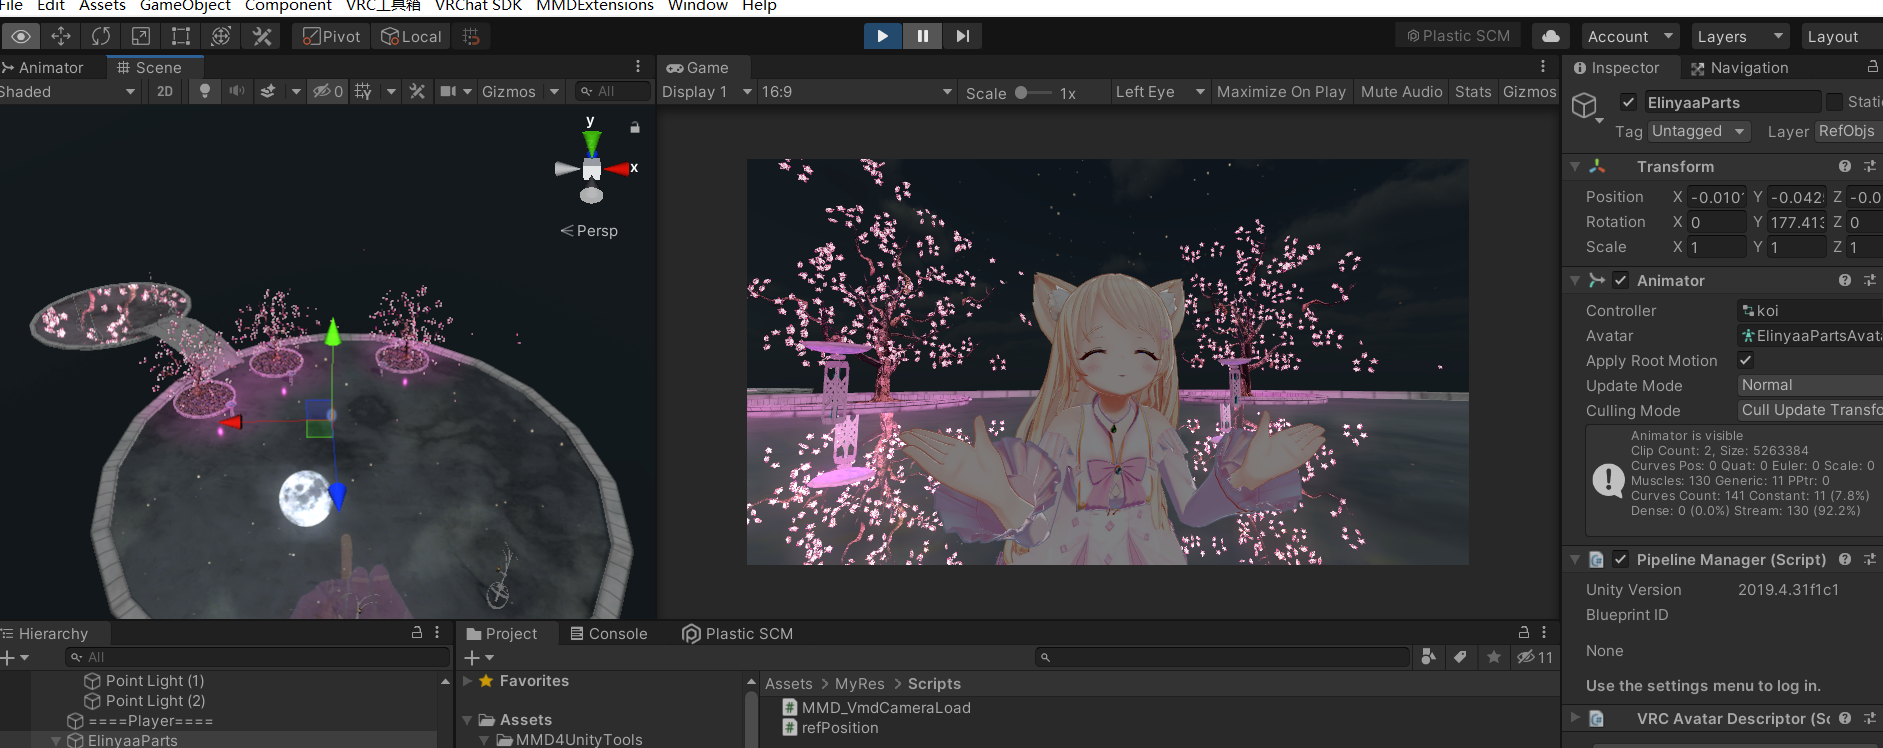 File Edit Assets GameObject Component VRC工具箱 VRChat SDK MMDExtensions Window Help
Pivot Local Plastic SCM Account Layers Layout
Animator Scene Game Inspector Navigation
Shaded 2D 0 Gizmos All Display 1 16:9 Scale 1x Left Eye Maximize On Play Mute Audio Stats Gizmos
ElinyaaParts Stati
Tag Untagged Layer RefObjs
y
x
Persp
Transform
Position X -0.010 Y -0.042 Z -0.0
Rotation X 0 Y 177.413 Z 0
Scale X 1 Y 1 Z 1
Animator
Controller koi
Avatar ElinyaaPartsAvat
Apply Root Motion
Update Mode Normal
Culling Mode Cull Update Transfo
Animator is visible
Clip Count: 2, Size: 5263384
Curves Pos: 0 Quat: 0 Euler: 0 Scale: 0
Muscles: 130 Generic: 11 PPtr: 0
Curves Count: 141 Constant: 11 (7.8%)
Dense: 0 (0.0%) Stream: 130 (92.2%)
Pipeline Manager (Script)
Unity Version 2019.4.31f1c1
Blueprint ID
None
Use the settings menu to log in.
VRC Avatar Descriptor (Sc
Hierarchy
All
Point Light (1)
Point Light (2)
====Player====
ElinyaaParts
Project Console Plastic SCM
11
Favorites
Assets
MMD4UnityTools
Assets > MyRes > Scripts
MMD_VmdCameraLoad
refPosition